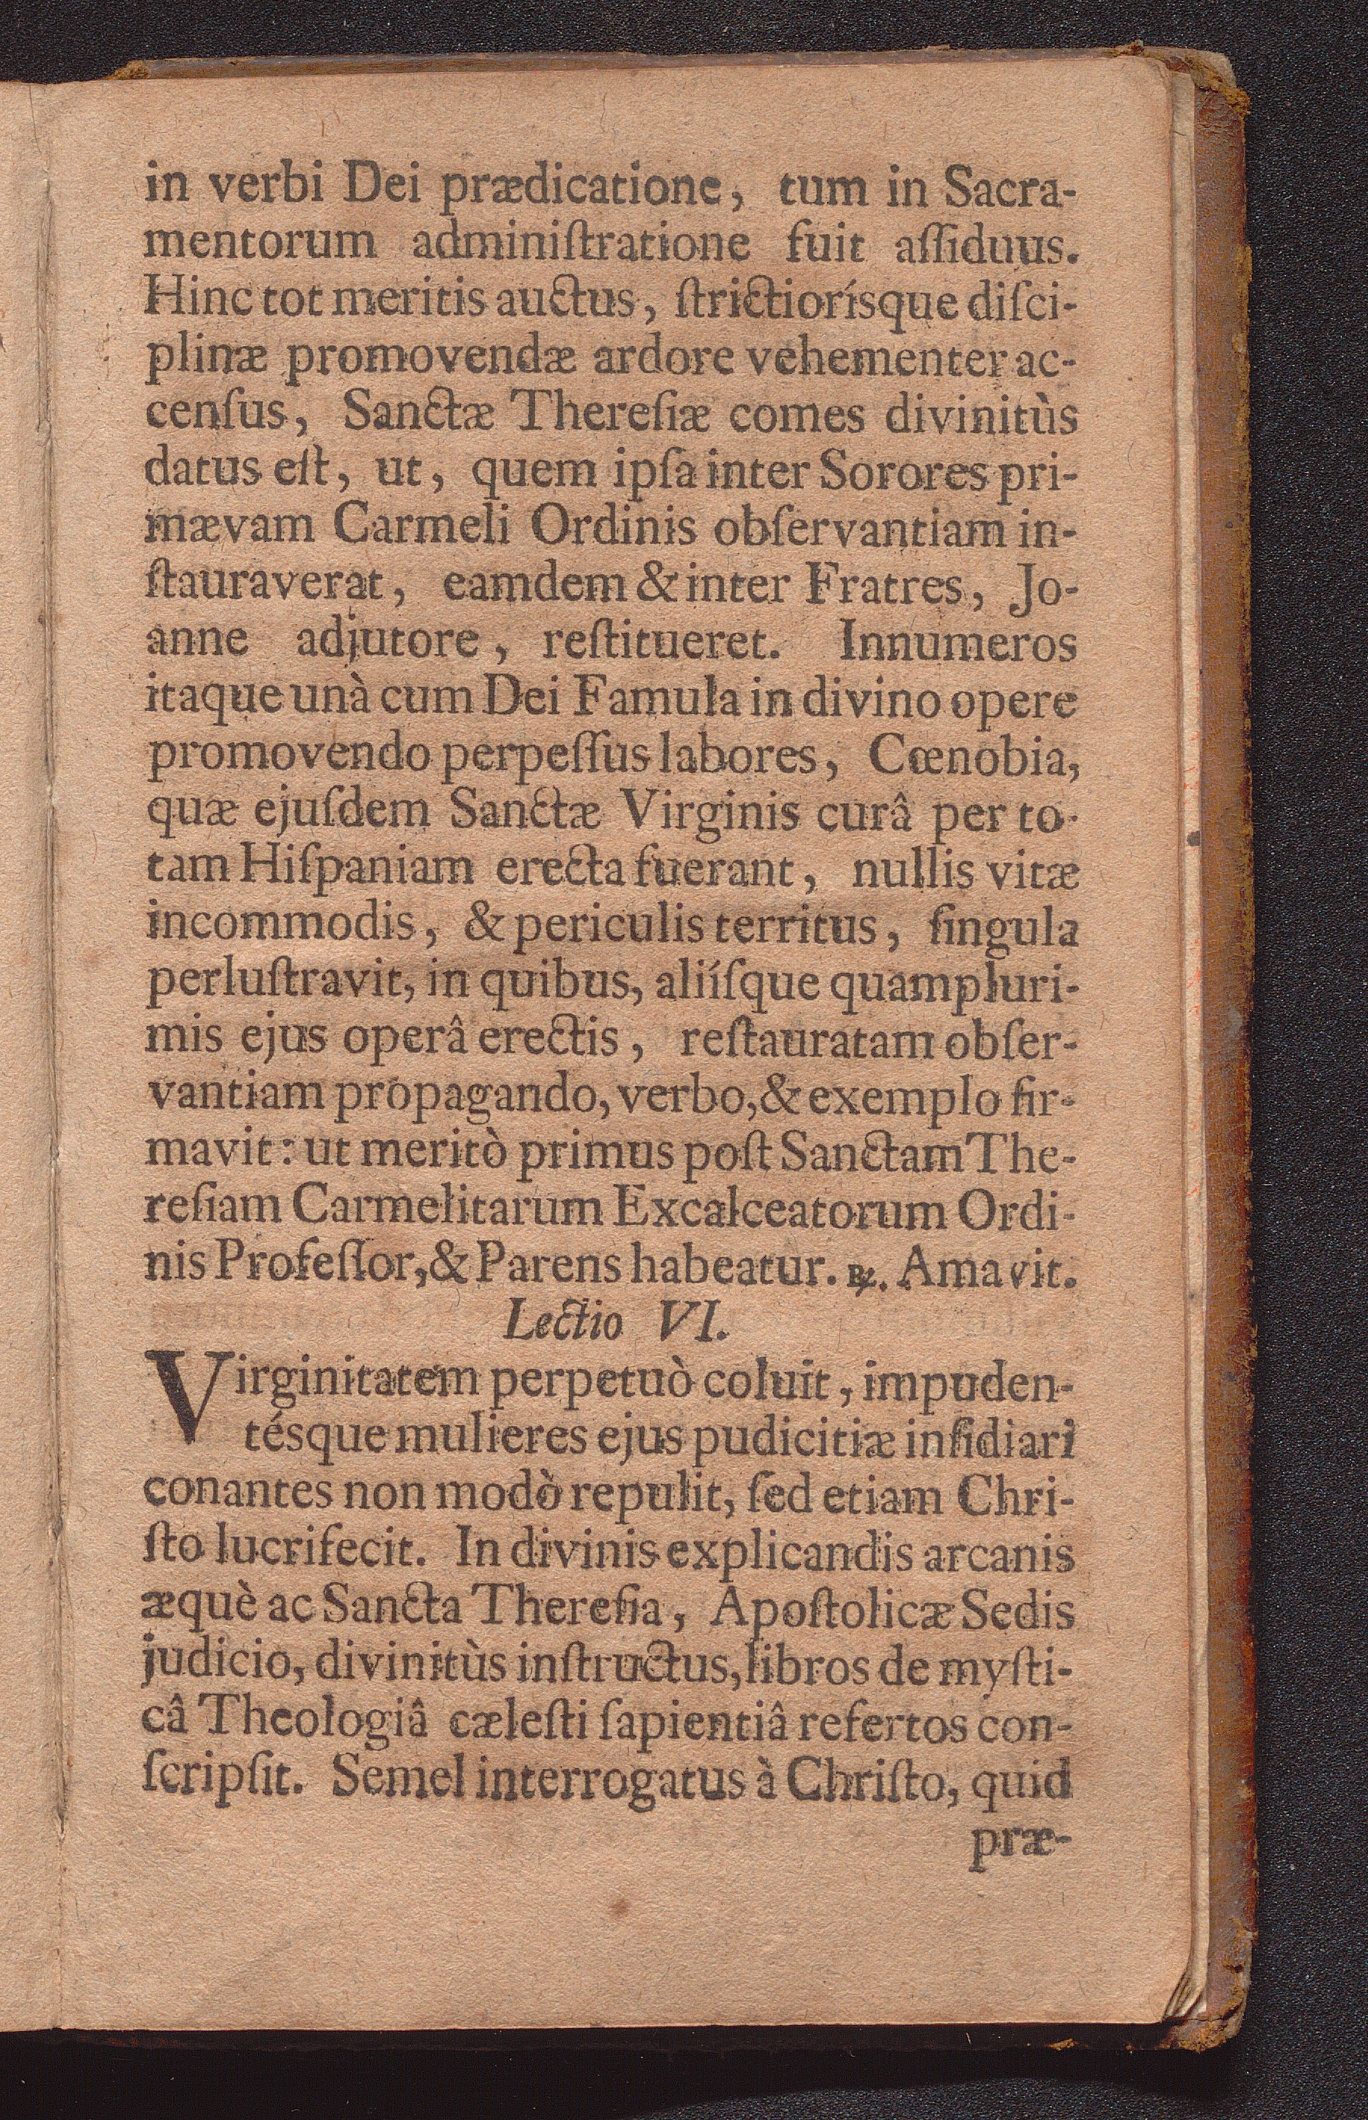 in verbi Dei prædicatione, tum in Sacra-
mentorum adminiſtratione fuit aſſiduus.
Hinc tot meritis auctus, ſtrictioríſque diſci-
plinæ promovendæ ardore vehementer ac-
cenſus, Sanctæ Thereſiæ comes divinitùs
datus eſt, ut, quem ipſa inter Sorores pri-
mævam Carmeli Ordinis obſervantiam in-
ſtauraverat, eamdem & inter Fratres, Jo-
anne adjutore, reſtitueret. Innumeros
itaque unà cum Dei Famula in divino opere
promovendo perpeſſus labores, Cœnobia,
quæ ejuſdem Sanctæ Virginis curâ per to-
tam Hiſpaniam erecta fuerant, nullis vitæ
incommodis, & periculis territus, ſingula
perluſtravit, in quibus, aliíſque quampluri-
mis ejus operâ erectis, reſtauratam obſer-
vantiam propagando, verbo, & exemplo fir-
mavit: ut meritò primus poſt Sanctam The-
reſiam Carmelitarum Excalceatorum Ordi-
nis Profeſſor, & Parens habeatur. ℟. Amavit.
Lectio VI.
Virginitatem perpetuò coluit, impuden-
tésque mulieres ejus pudicitiæ inſidiari
conantes non modò repulit, ſed etiam Chri-
ſto lucrifecit. In divinis explicandis arcanis
æquè ac Sancta Thereſia, Apoſtolicæ Sedis
judicio, divinitùs inſtructus, libros de myſti-
câ Theologiâ cæleſti ſapientiâ refertos con-
ſcripſit. Semel interrogatus à Chriſto, quid
præ-